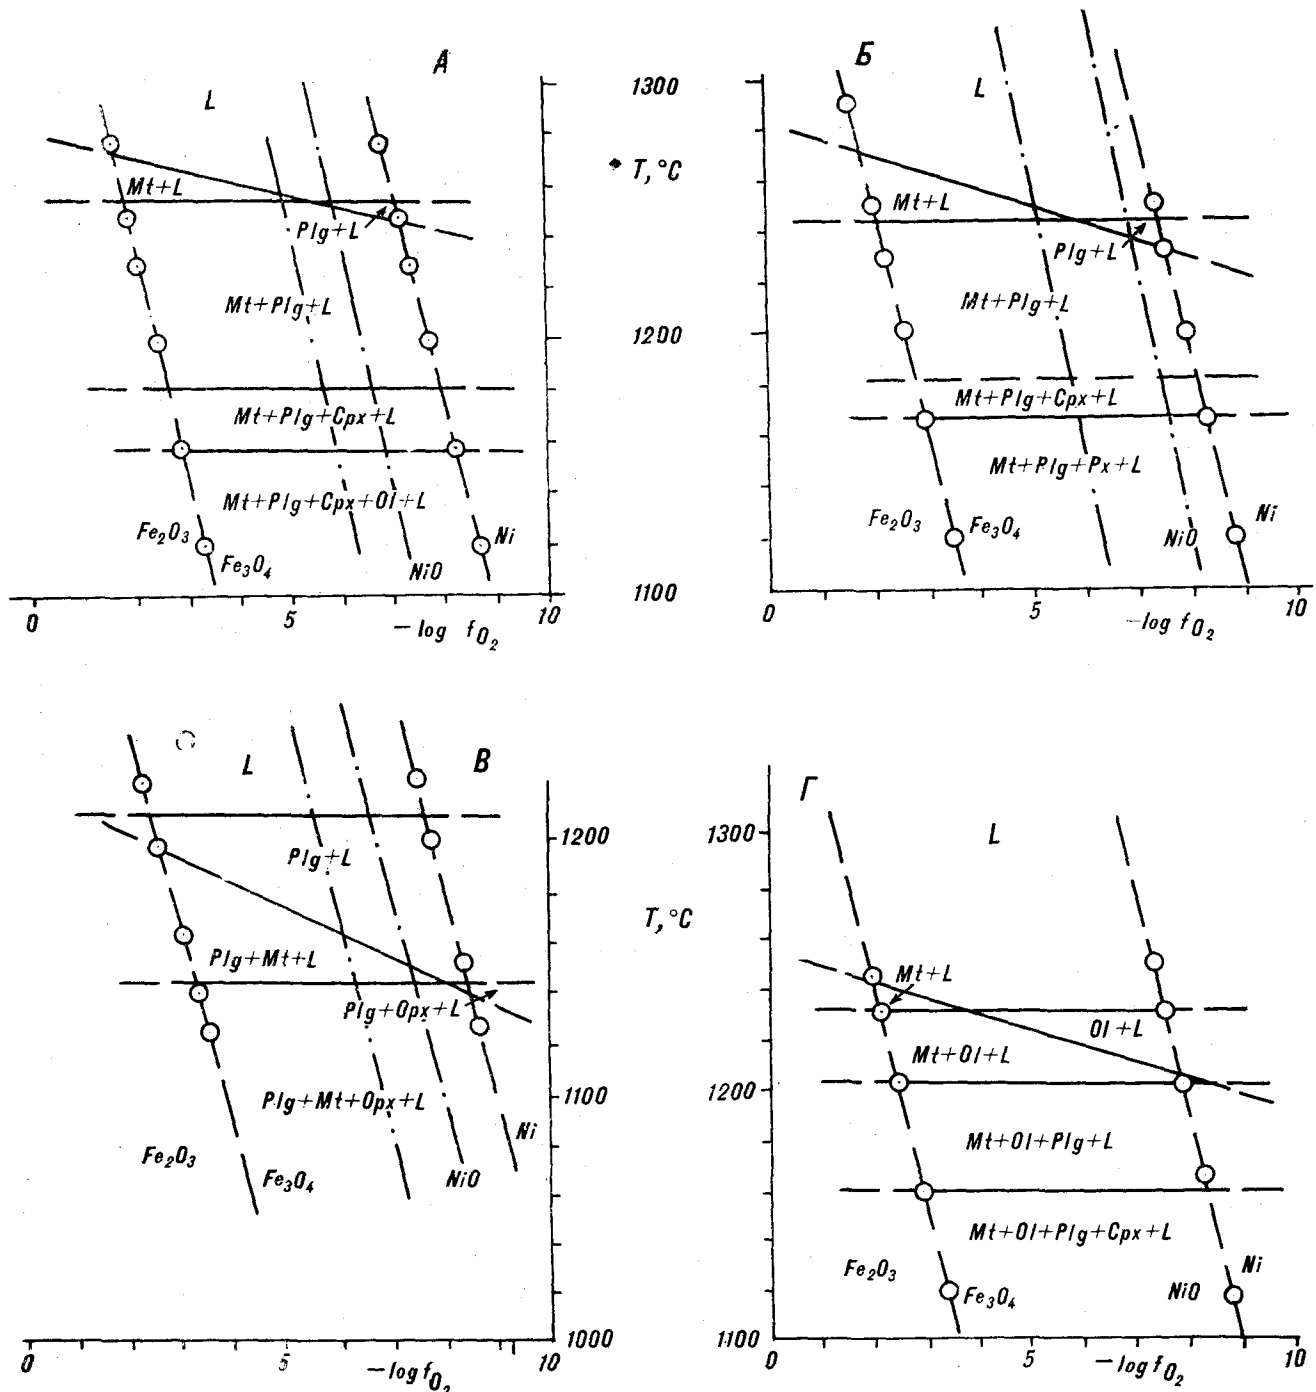 А
L
Mt+L
Plg+L
Mt+Plg+L
Mt+Plg+Cpx+L
Mt+Plg+Cpx+Ol+L
Fe₂O₃
Fe₃O₄
NiO
Ni
0
5
10
−log fO₂
1300
T, °C
1200
1100
Б
L
Mt+L
Plg+L
Mt+Plg+L
Mt+Plg+Cpx+L
Mt+Plg+Px+L
Fe₂O₃
Fe₃O₄
NiO
Ni
0
5
10
−log fO₂
В
L
Plg+L
Plg+Mt+L
Plg+Opx+L
Plg+Mt+Opx+L
Fe₂O₃
Fe₃O₄
NiO
Ni
0
5
10
−log fO₂
1200
T, °C
1100
1000
Г
1300
L
Mt+L
Ol+L
Mt+Ol+L
1200
Mt+Ol+Plg+L
Mt+Ol+Plg+Cpx+L
Fe₂O₃
Fe₃O₄
NiO
Ni
1100
0
5
10
−log fO₂